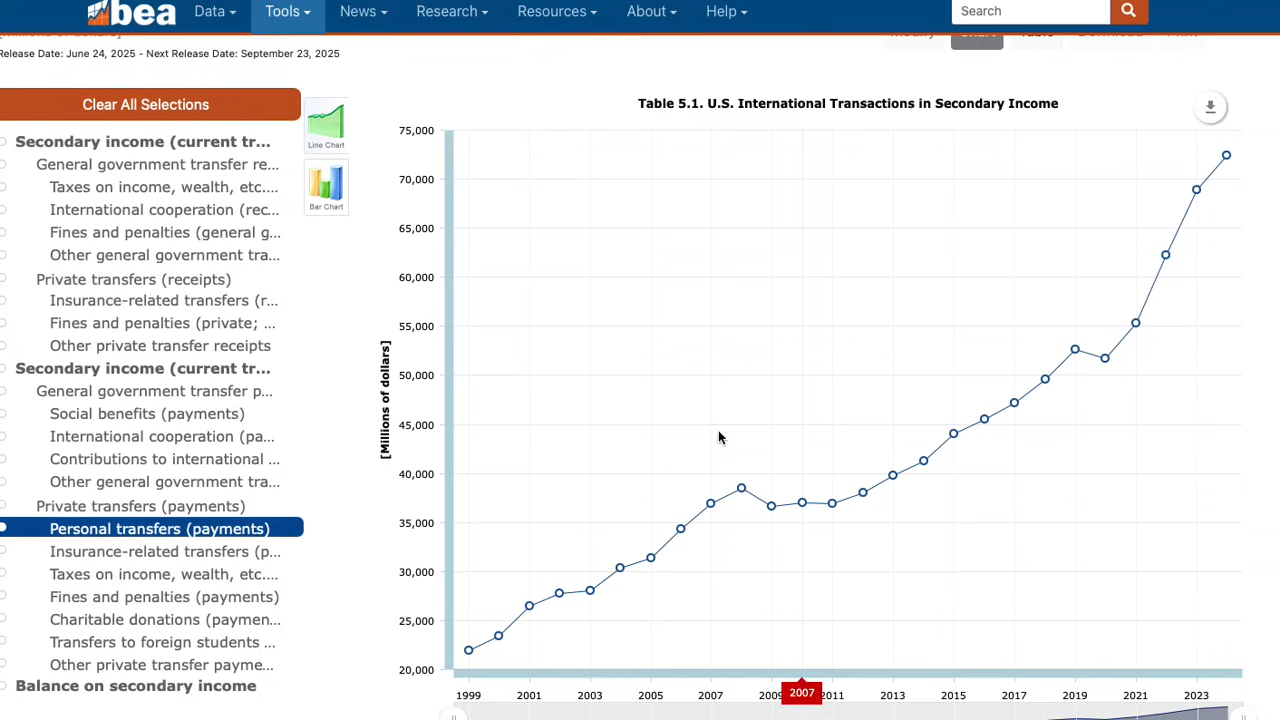 bea
Data Tools News Research Resources About Help
Search
Release Date: June 24, 2025 - Next Release Date: September 23, 2025
Clear All Selections
Secondary income (current tr...
General government transfer re...
Taxes on income, wealth, etc....
International cooperation (rec...
Fines and penalties (general g...
Other general government tra...
Private transfers (receipts)
Insurance-related transfers (r...
Fines and penalties (private; ...
Other private transfer receipts
Secondary income (current tr...
General government transfer p...
Social benefits (payments)
International cooperation (pa...
Contributions to international ...
Other general government tra...
Private transfers (payments)
Personal transfers (payments)
Insurance-related transfers (p...
Taxes on income, wealth, etc....
Fines and penalties (payments)
Charitable donations (paymen...
Transfers to foreign students ...
Other private transfer payme...
Balance on secondary income
Line Chart
Bar Chart
Table 5.1. U.S. International Transactions in Secondary Income
[Millions of dollars]
75,000
70,000
65,000
60,000
55,000
50,000
45,000
40,000
35,000
30,000
25,000
20,000
1999 2001 2003 2005 2007 2009 2007 2011 2013 2015 2017 2019 2021 2023